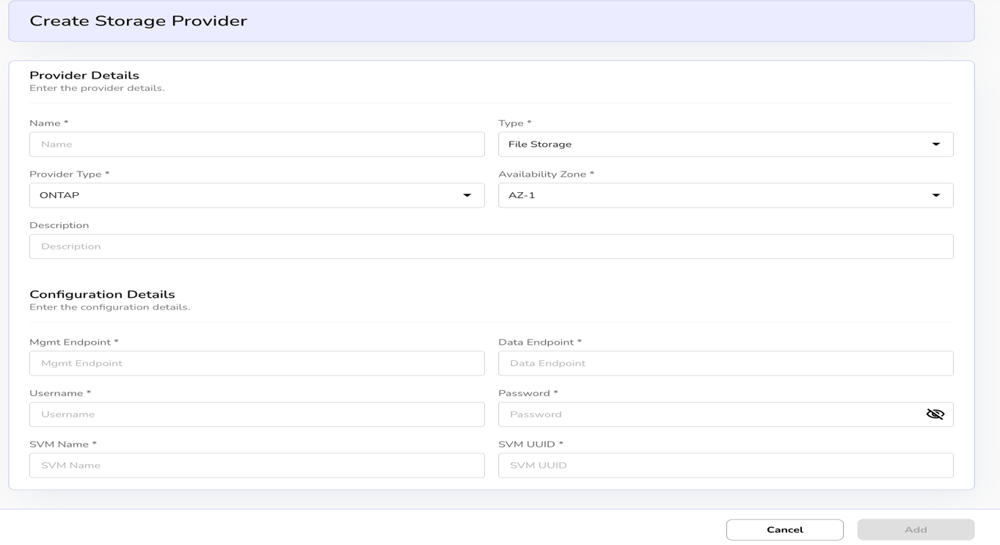 Create Storage Provider
Provider Details
Enter the provider details.
Name *
Type *
Name
File Storage
Provider Type *
Availability Zone *
ONTAP
AZ-1
Description
Description
Configuration Details
Enter the configuration details.
Mgmt Endpoint *
Data Endpoint *
Mgmt Endpoint
Data Endpoint
Username *
Password *
Username
Password
SVM Name *
SVM UUID *
SVM Name
SVM UUID
Cancel
Add